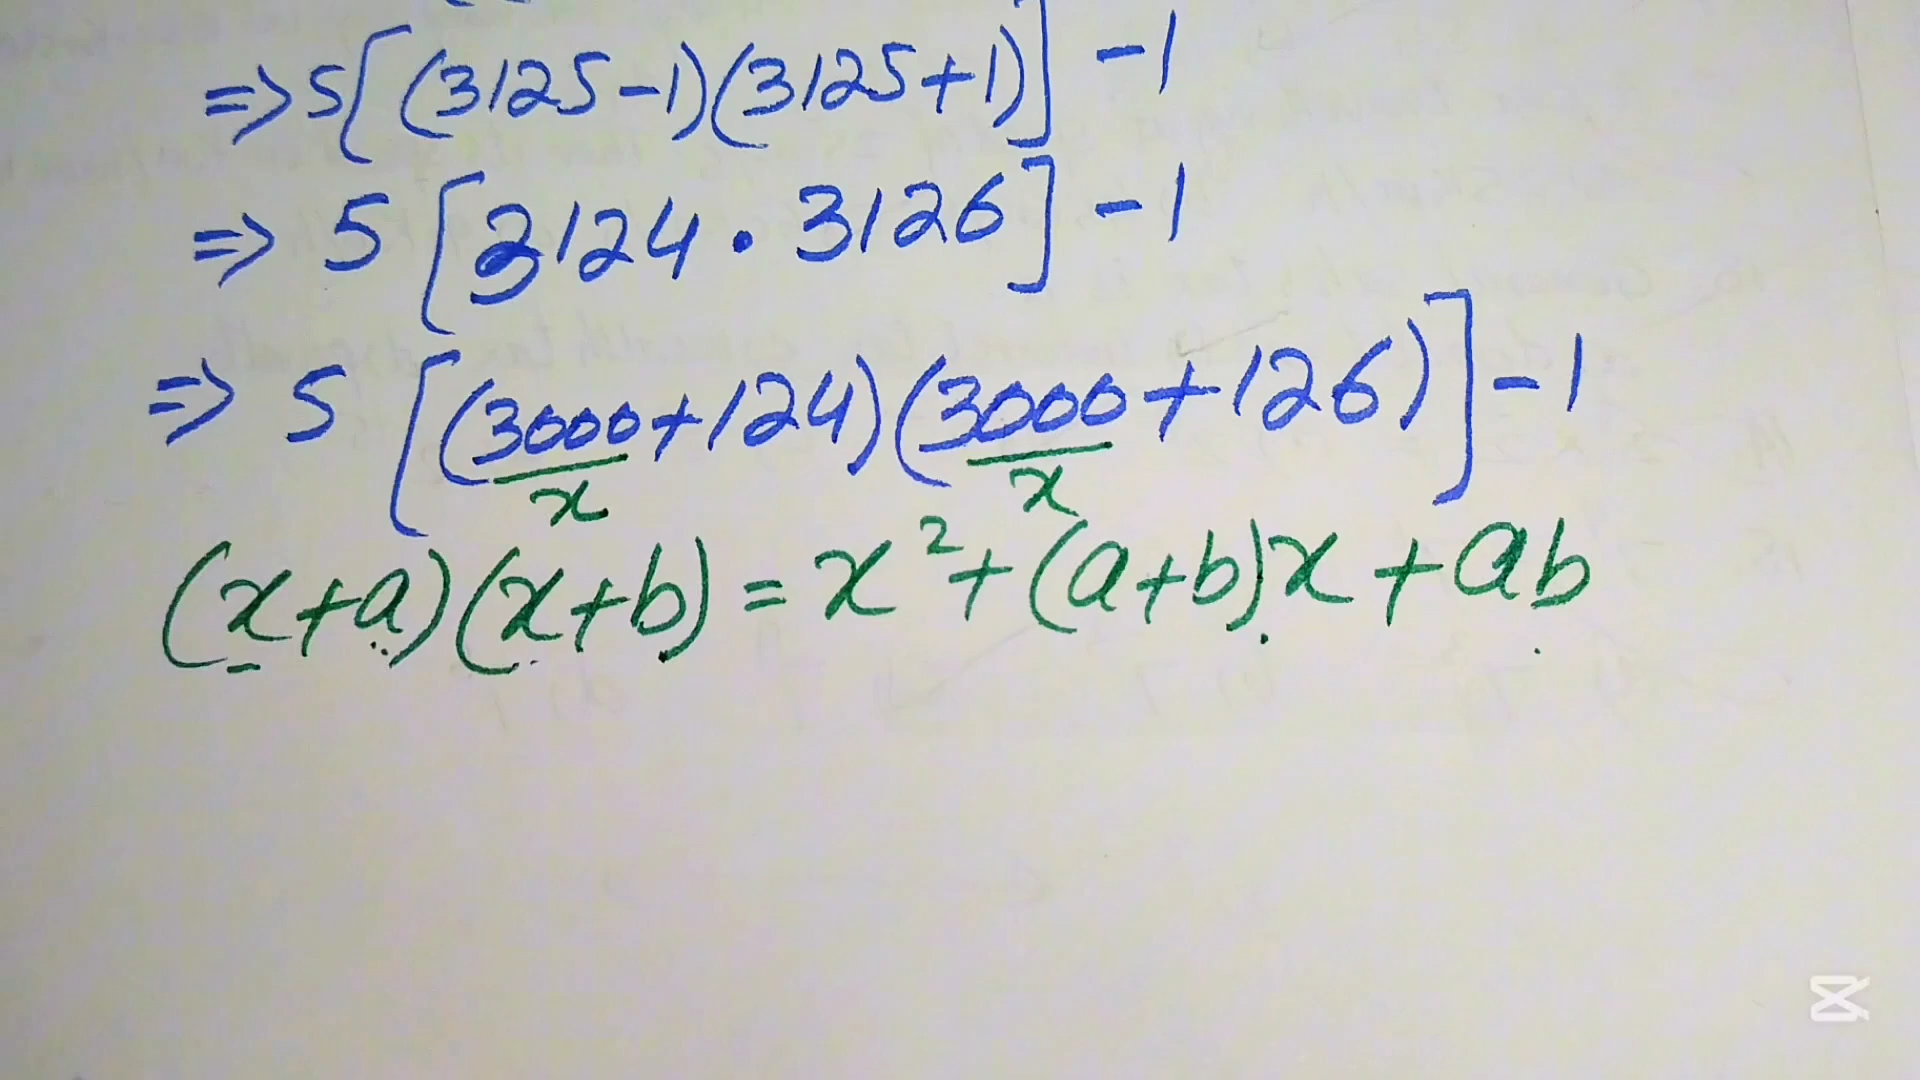 => 5[(3125-1)(3125+1)] -1
=> 5[3124 · 3126] -1
=> 5[(3000+124)(3000+126)] -1
x x
(x+a)(x+b) = x²+(a+b)x+ab